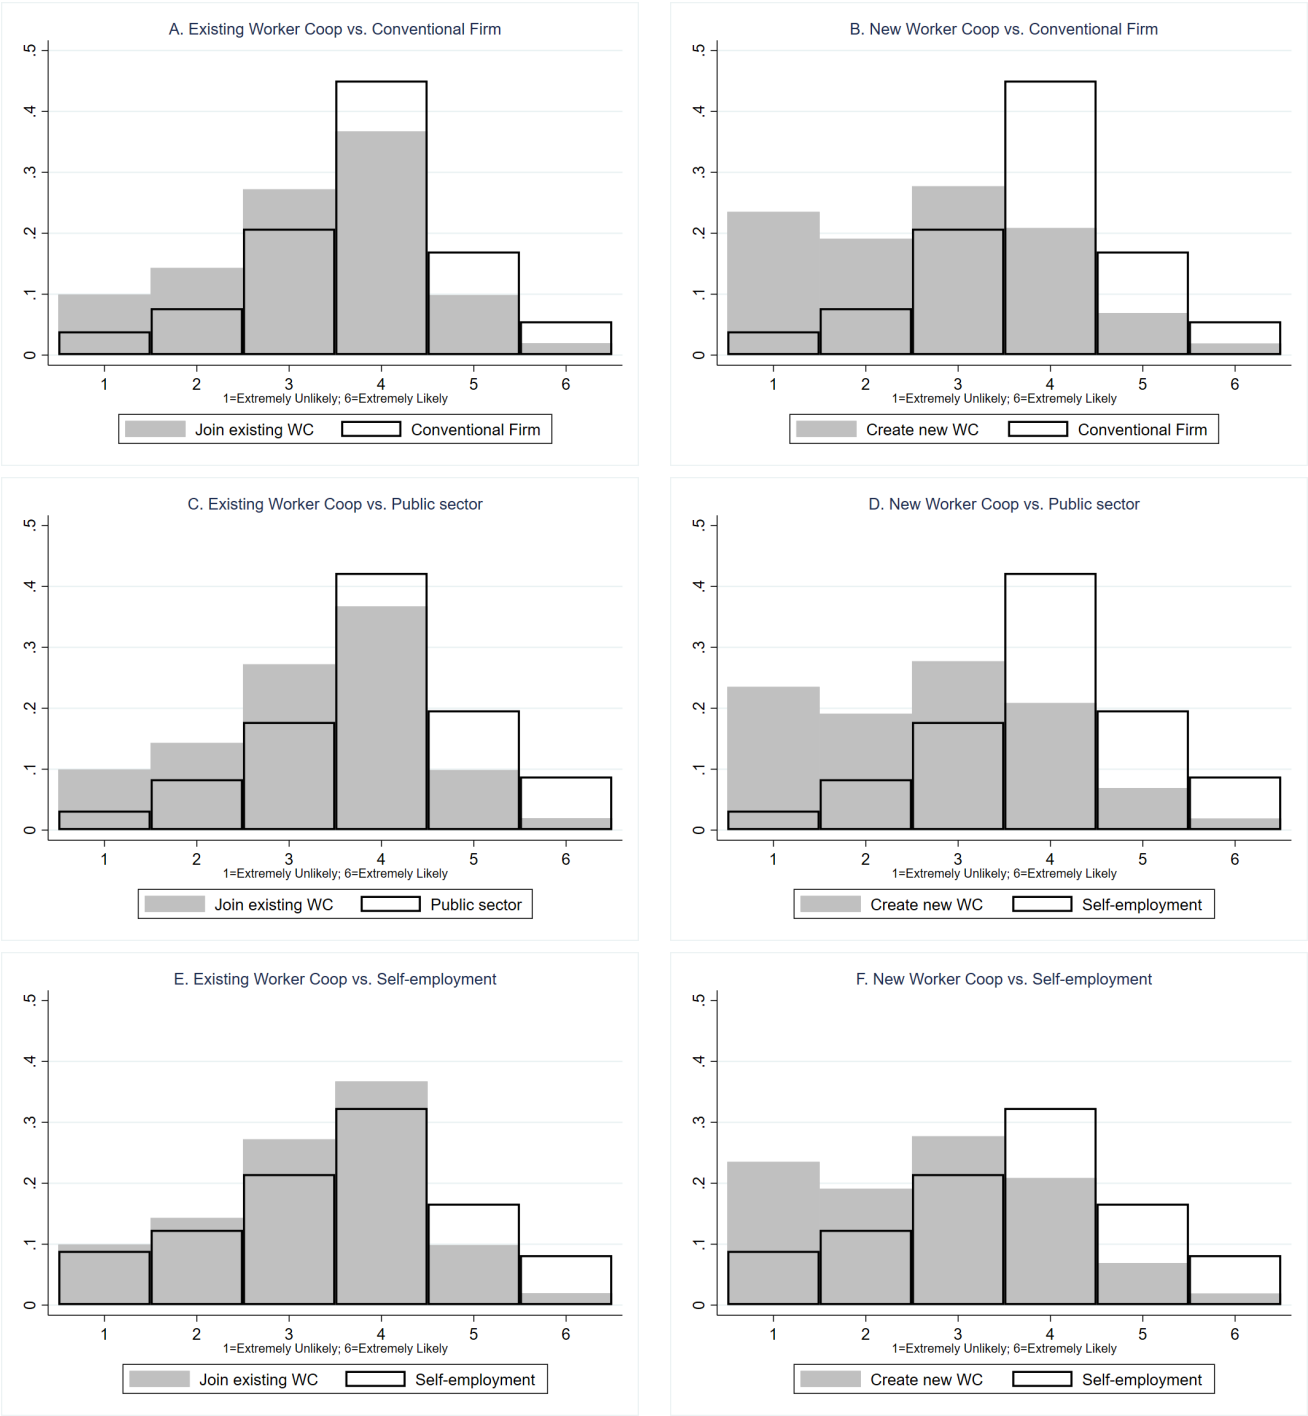 A. Existing Worker Coop vs. Conventional Firm
.5
.4
.3
.2
.1
0
1 2 3 4 5 6
1=Extremely Unlikely; 6=Extremely Likely
Join existing WC Conventional Firm
B. New Worker Coop vs. Conventional Firm
.5
.4
.3
.2
.1
0
1 2 3 4 5 6
1=Extremely Unlikely; 6=Extremely Likely
Create new WC Conventional Firm
C. Existing Worker Coop vs. Public sector
.5
.4
.3
.2
.1
0
1 2 3 4 5 6
1=Extremely Unlikely; 6=Extremely Likely
Join existing WC Public sector
D. New Worker Coop vs. Public sector
.5
.4
.3
.2
.1
0
1 2 3 4 5 6
1=Extremely Unlikely; 6=Extremely Likely
Create new WC Self-employment
E. Existing Worker Coop vs. Self-employment
.5
.4
.3
.2
.1
0
1 2 3 4 5 6
1=Extremely Unlikely; 6=Extremely Likely
Join existing WC Self-employment
F. New Worker Coop vs. Self-employment
.5
.4
.3
.2
.1
0
1 2 3 4 5 6
1=Extremely Unlikely; 6=Extremely Likely
Create new WC Self-employment